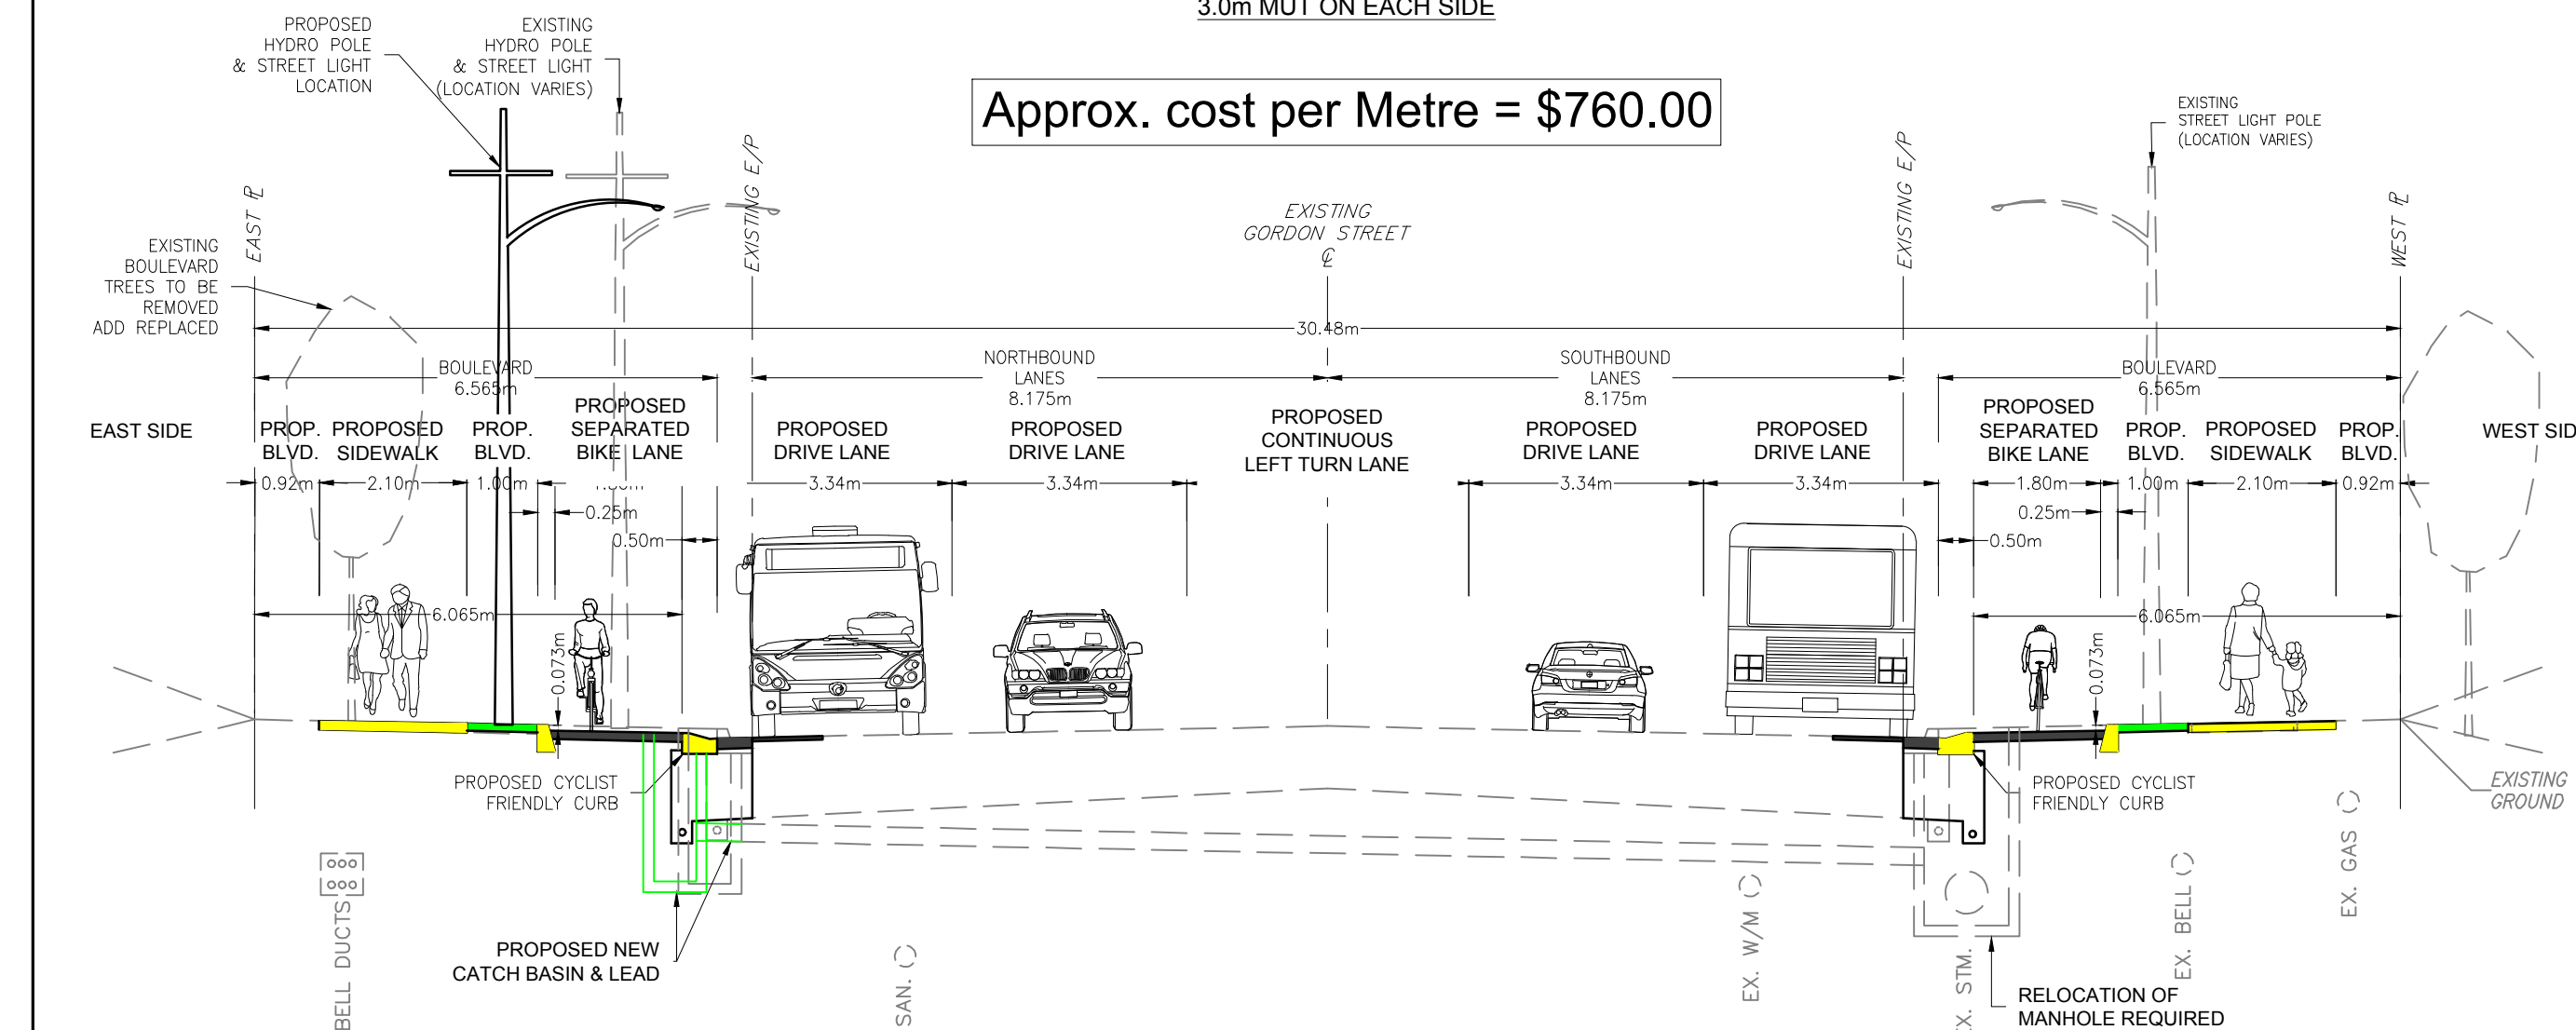 3.0m MUT ON EACH SIDE
PROPOSED
HYDRO POLE
& STREET LIGHT
LOCATION
EXISTING
HYDRO POLE
& STREET LIGHT
(LOCATION VARIES)
Approx. cost per Metre = $760.00
EXISTING
STREET LIGHT POLE
(LOCATION VARIES)
EAST ⅊
EXISTING E/P
EXISTING
GORDON STREET
℄
EXISTING E/P
WEST ⅊
EXISTING
BOULEVARD
TREES TO BE
REMOVED
ADD REPLACED
30.48m
BOULEVARD
6.565m
NORTHBOUND
LANES
8.175m
SOUTHBOUND
LANES
8.175m
BOULEVARD
6.565m
EAST SIDE
PROP.
BLVD.
PROPOSED
SIDEWALK
PROP.
BLVD.
PROPOSED
SEPARATED
BIKE LANE
PROPOSED
DRIVE LANE
PROPOSED
DRIVE LANE
PROPOSED
CONTINUOUS
LEFT TURN LANE
PROPOSED
DRIVE LANE
PROPOSED
DRIVE LANE
PROPOSED
SEPARATED
BIKE LANE
PROP.
BLVD.
PROPOSED
SIDEWALK
PROP.
BLVD.
WEST SID
0.92m
2.10m
1.00m
3.34m
3.34m
3.34m
3.34m
1.80m
1.00m
2.10m
0.92m
0.25m
0.50m
0.25m
0.50m
6.065m
6.065m
0.073m
0.073m
PROPOSED CYCLIST
FRIENDLY CURB
PROPOSED CYCLIST
FRIENDLY CURB
EXISTING
GROUND
BELL DUCTS
PROPOSED NEW
CATCH BASIN & LEAD
SAN.
EX. W/M
X. STM.
EX. BELL
EX. GAS
RELOCATION OF
MANHOLE REQUIRED